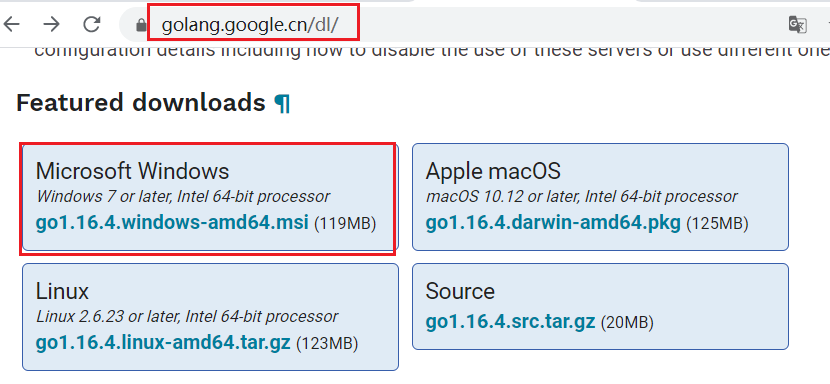 golang.google.cn/dl/
configuration details including how to disable the use of these servers or use different one
Featured downloads ¶
Microsoft Windows
Windows 7 or later, Intel 64-bit processor
go1.16.4.windows-amd64.msi (119MB)
Apple macOS
macOS 10.12 or later, Intel 64-bit processor
go1.16.4.darwin-amd64.pkg (125MB)
Linux
Linux 2.6.23 or later, Intel 64-bit processor
go1.16.4.linux-amd64.tar.gz (123MB)
Source
go1.16.4.src.tar.gz (20MB)